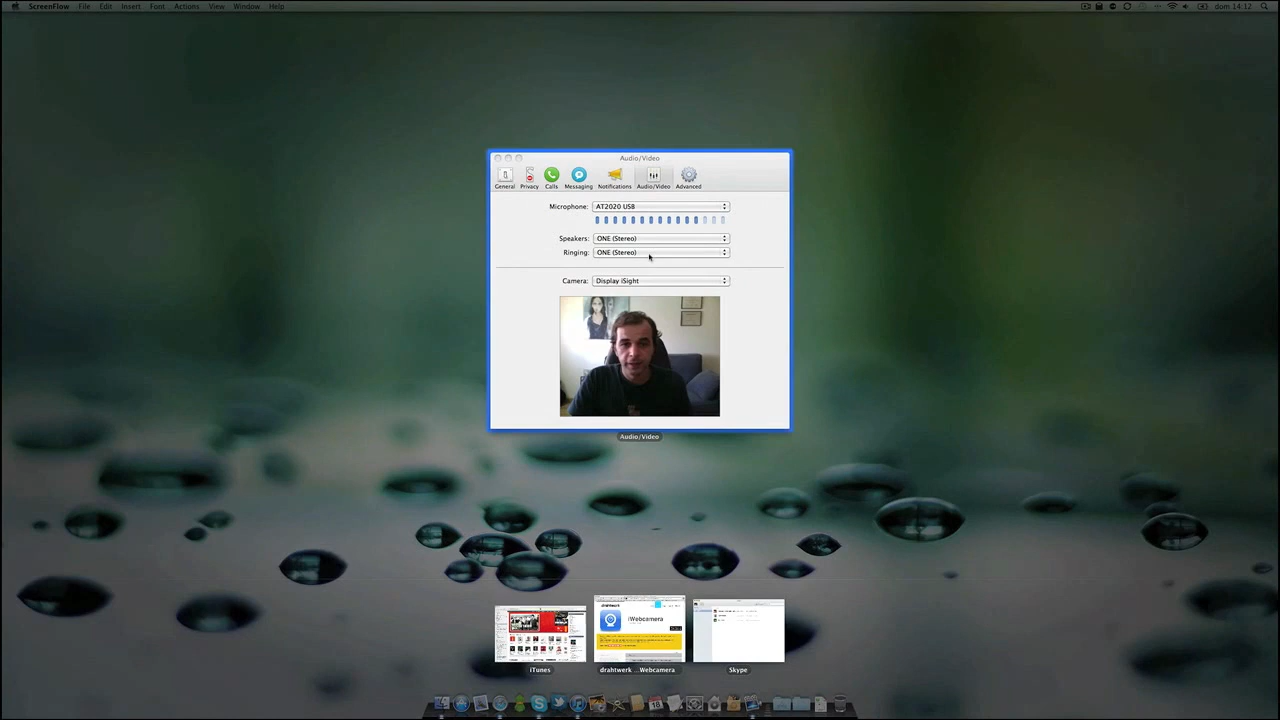 ScreenFlow File Edit Insert Font Actions View Window Help dom 14:12
Audio/Video
General Privacy Calls Messaging Notifications Audio/Video Advanced
Microphone: AT2020 USB
Speakers: ONE (Stereo)
Ringing: ONE (Stereo)
Camera: Display iSight
Audio/Video
drahtwerk
iWebcamera
iTunes drahtwerk ...Webcamera Skype
18